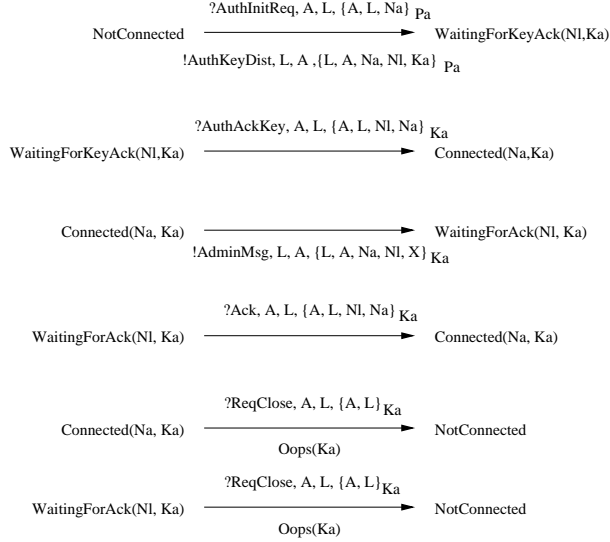 ?AuthInitReq, A, L, {A, L, Na} Pa
NotConnected WaitingForKeyAck(Nl,Ka)
!AuthKeyDist, L, A ,{L, A, Na, Nl, Ka} Pa
?AuthAckKey, A, L, {A, L, Nl, Na} Ka
WaitingForKeyAck(Nl,Ka) Connected(Na,Ka)
Connected(Na, Ka) WaitingForAck(Nl, Ka)
!AdminMsg, L, A, {L, A, Na, Nl, X} Ka
?Ack, A, L, {A, L, Nl, Na} Ka
WaitingForAck(Nl, Ka) Connected(Na, Ka)
?ReqClose, A, L, {A, L} Ka
Connected(Na, Ka) NotConnected
Oops(Ka)
?ReqClose, A, L, {A, L} Ka
WaitingForAck(Nl, Ka) NotConnected
Oops(Ka)